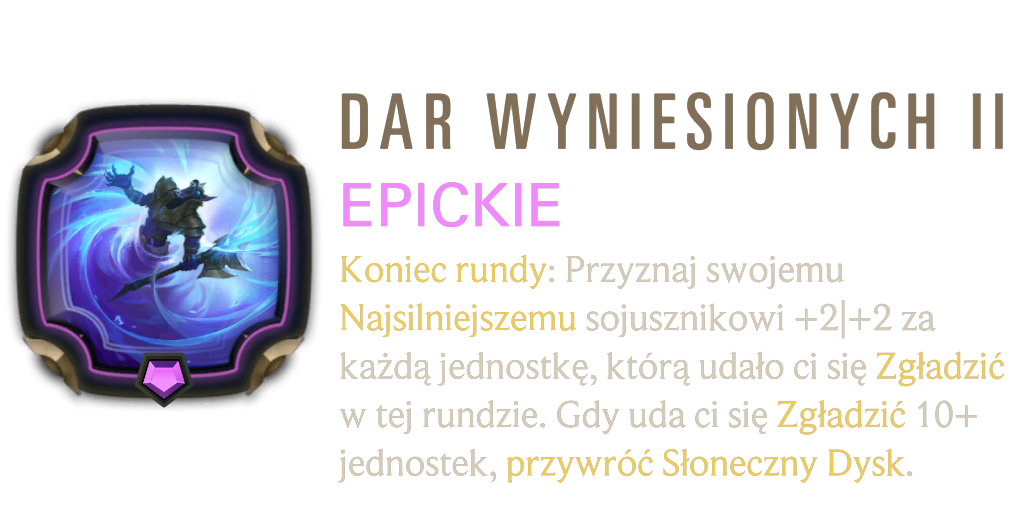 DAR WYNIESIONYCH II
EPICKIE
Koniec rundy: Przyznaj swojemu
Najsilniejszemu sojusznikowi +2|+2 za
każdą jednostkę, którą udało ci się Zgładzić
w tej rundzie. Gdy uda ci się Zgładzić 10+
jednostek, przywróć Słoneczny Dysk.